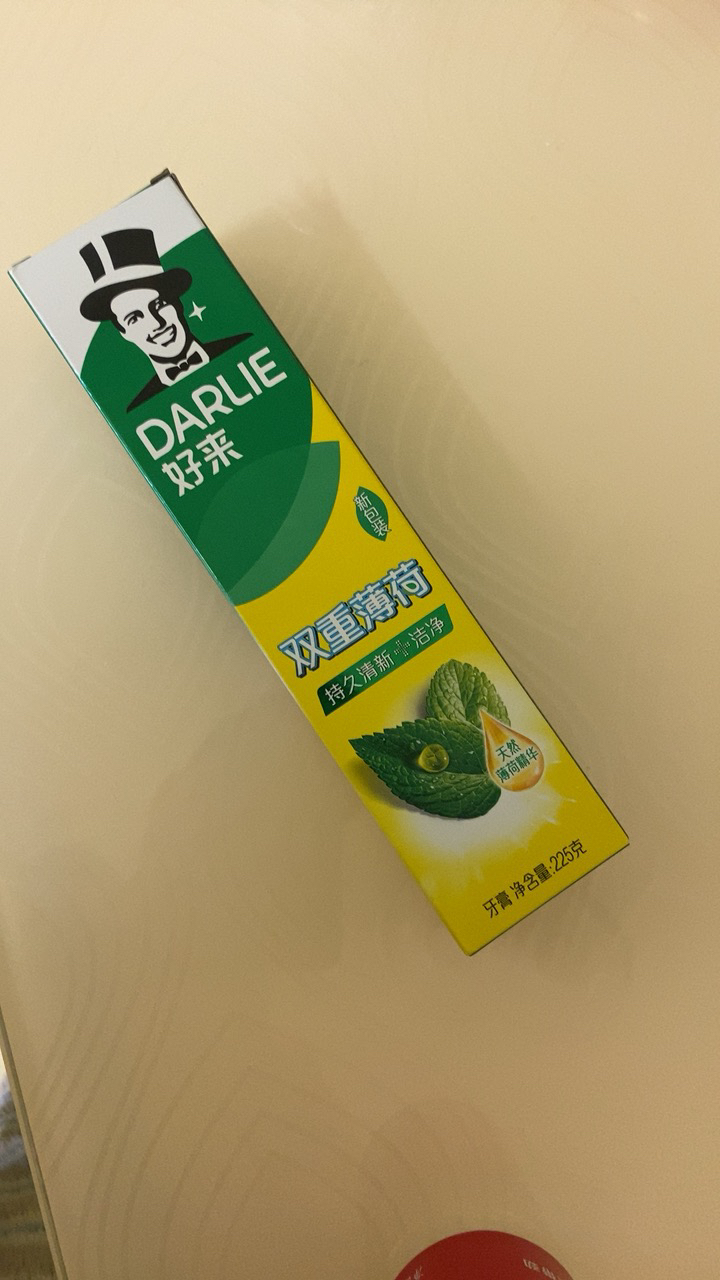 DARLIE
好来
新包装
双重薄荷
持久清新+洁净
天然
薄荷精华
牙膏 净含量:225克